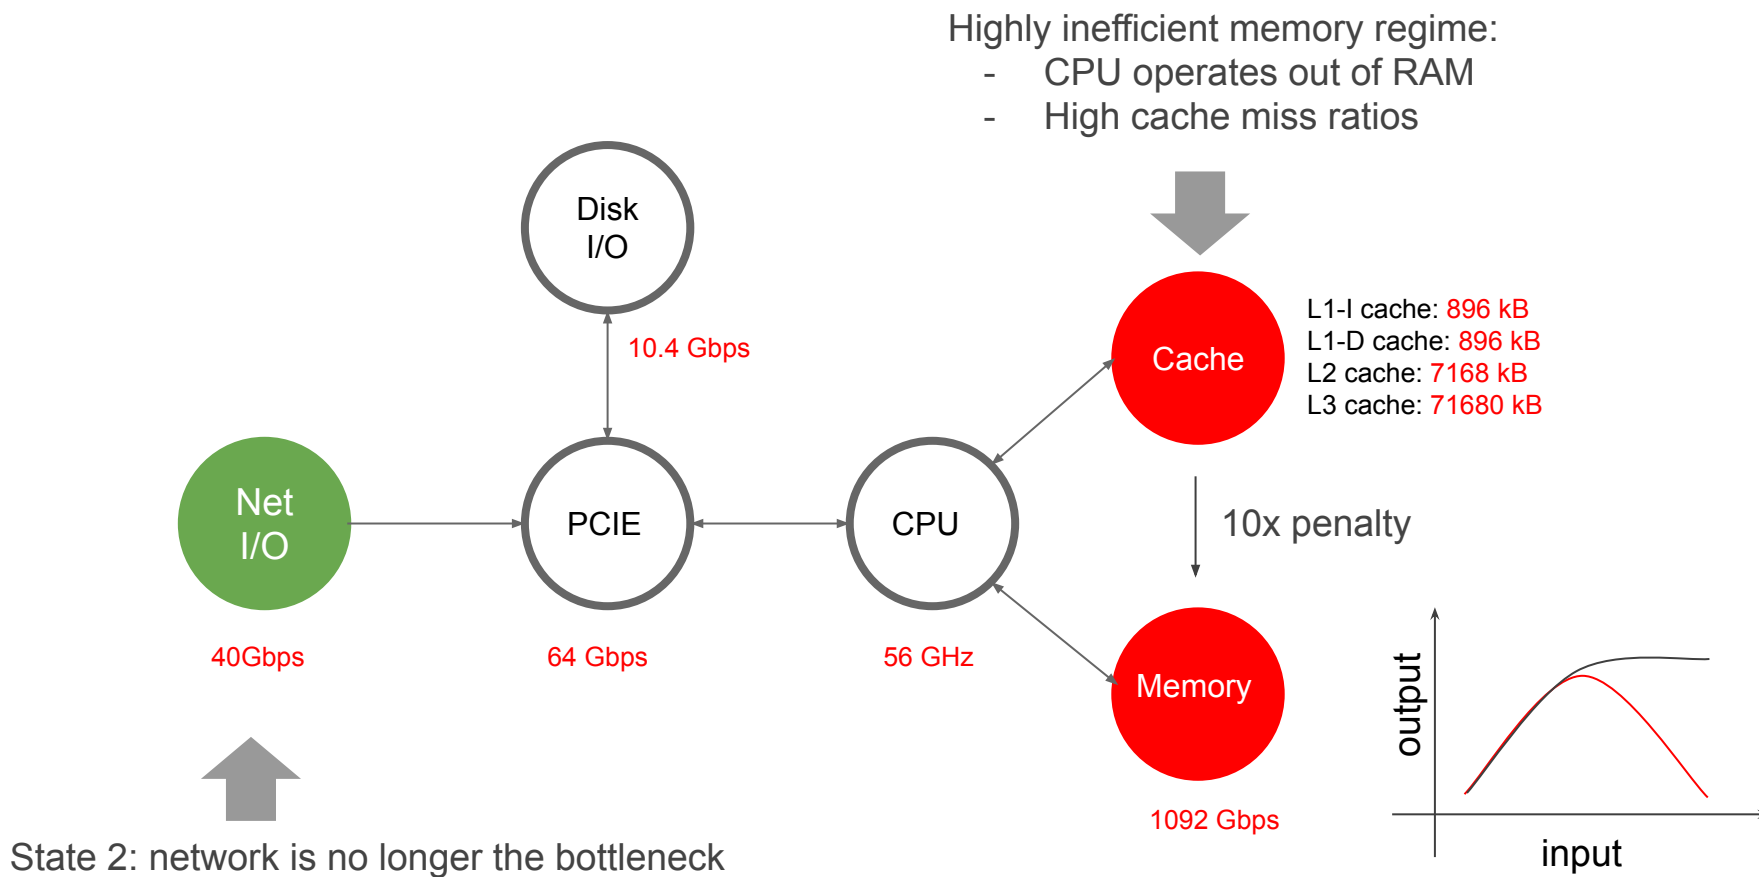 Highly inefficient memory regime:
- CPU operates out of RAM
- High cache miss ratios
Disk
I/O
10.4 Gbps
Cache
L1-I cache: 896 kB
L1-D cache: 896 kB
L2 cache: 7168 kB
L3 cache: 71680 kB
Net
I/O
PCIE
CPU
10x penalty
40Gbps
64 Gbps
56 GHz
Memory
1092 Gbps
output
input
State 2: network is no longer the bottleneck